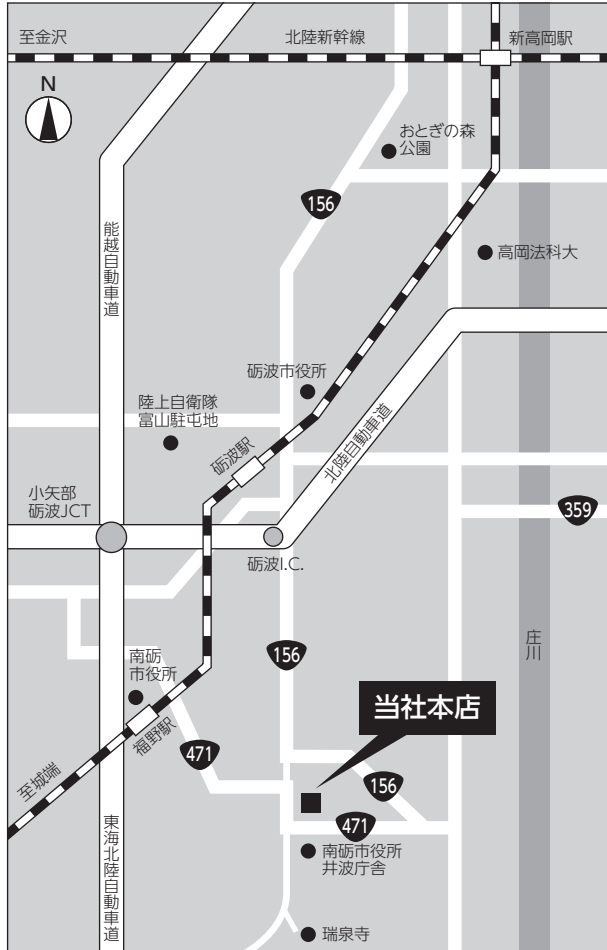 至金沢
北陸新幹線
新高岡駅
N
おとぎの森
公園
156
能越自動車道
高岡法科大
砺波市役所
陸上自衛隊
富山駐屯地
砺波駅
北陸自動車道
小矢部
砺波JCT
359
砺波I.C.
156
庄川
南砺
市役所
当社本店
福野駅
471
至城端
156
471
東海北陸自動車道
南砺市役所
井波庁舎
瑞泉寺